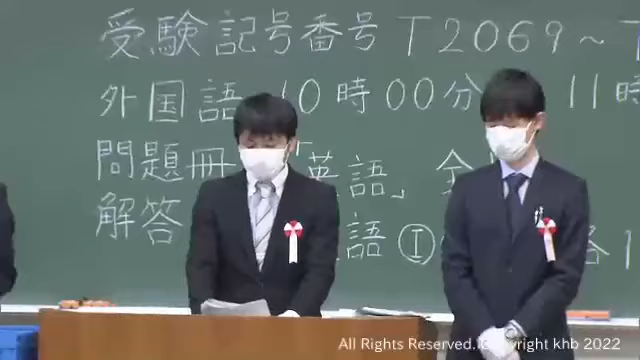 受験記号番号 T2069~T
外国語 10時00分 11時
問題冊 「英語」 全
解答 語 ① 答
All Rights Reserved. Copyright khb 2022